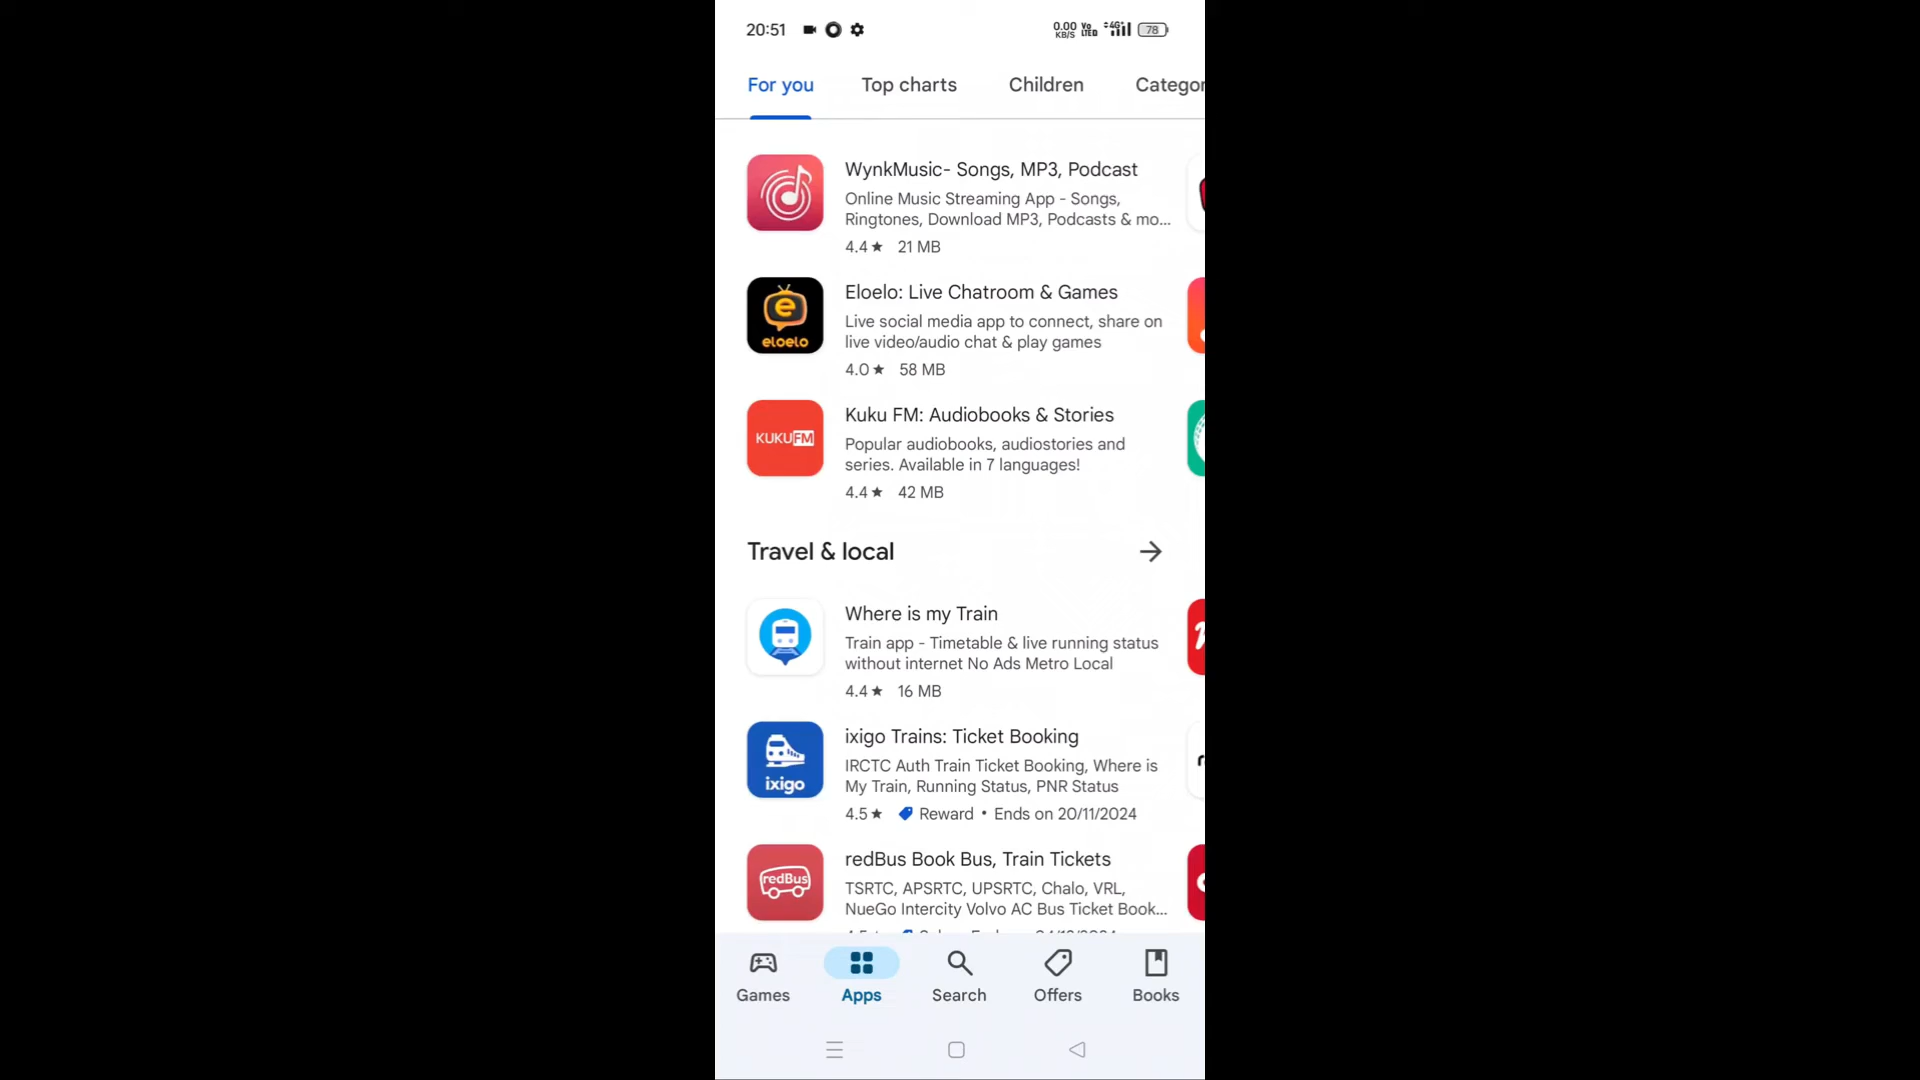 20:51
0.00 KB/S Vo LTED 4G+ 78
For you Top charts Children Categor
WynkMusic- Songs, MP3, Podcast
Online Music Streaming App - Songs,
Ringtones, Download MP3, Podcasts & mo...
4.4★ 21 MB
e
eloelo
Eloelo: Live Chatroom & Games
Live social media app to connect, share on
live video/audio chat & play games
4.0★ 58 MB
KUKU FM
Kuku FM: Audiobooks & Stories
Popular audiobooks, audiostories and
series. Available in 7 languages!
4.4★ 42 MB
Travel & local
Where is my Train
Train app - Timetable & live running status
without internet No Ads Metro Local
4.4★ 16 MB
ixigo
ixigo Trains: Ticket Booking
IRCTC Auth Train Ticket Booking, Where is
My Train, Running Status, PNR Status
4.5★ Reward • Ends on 20/11/2024
redBus
redBus Book Bus, Train Tickets
TSRTC, APSRTC, UPSRTC, Chalo, VRL,
NueGo Intercity Volvo AC Bus Ticket Book...
Games Apps Search Offers Books